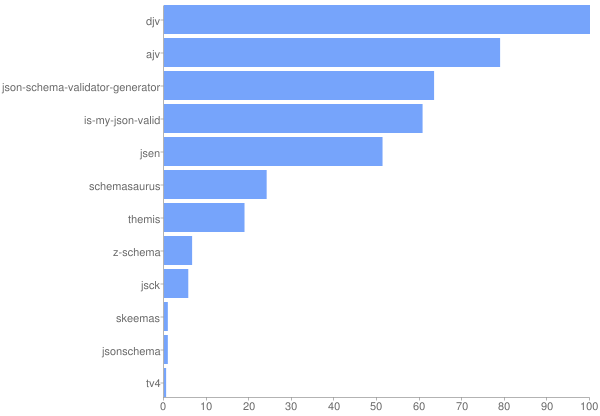 djv
ajv
json-schema-validator-generator
is-my-json-valid
jsen
schemasaurus
themis
z-schema
jsck
skeemas
jsonschema
tv4
0 10 20 30 40 50 60 70 80 90 100